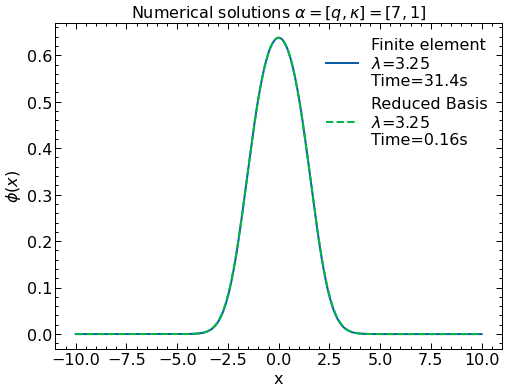 Numerical solutions α = [q, κ] = [7, 1]
Finite element
λ=3.25
Time=31.4s
Reduced Basis
λ=3.25
Time=0.16s
ϕ(x)
0.6
0.5
0.4
0.3
0.2
0.1
0.0
−10.0 −7.5 −5.0 −2.5 0.0 2.5 5.0 7.5 10.0
x